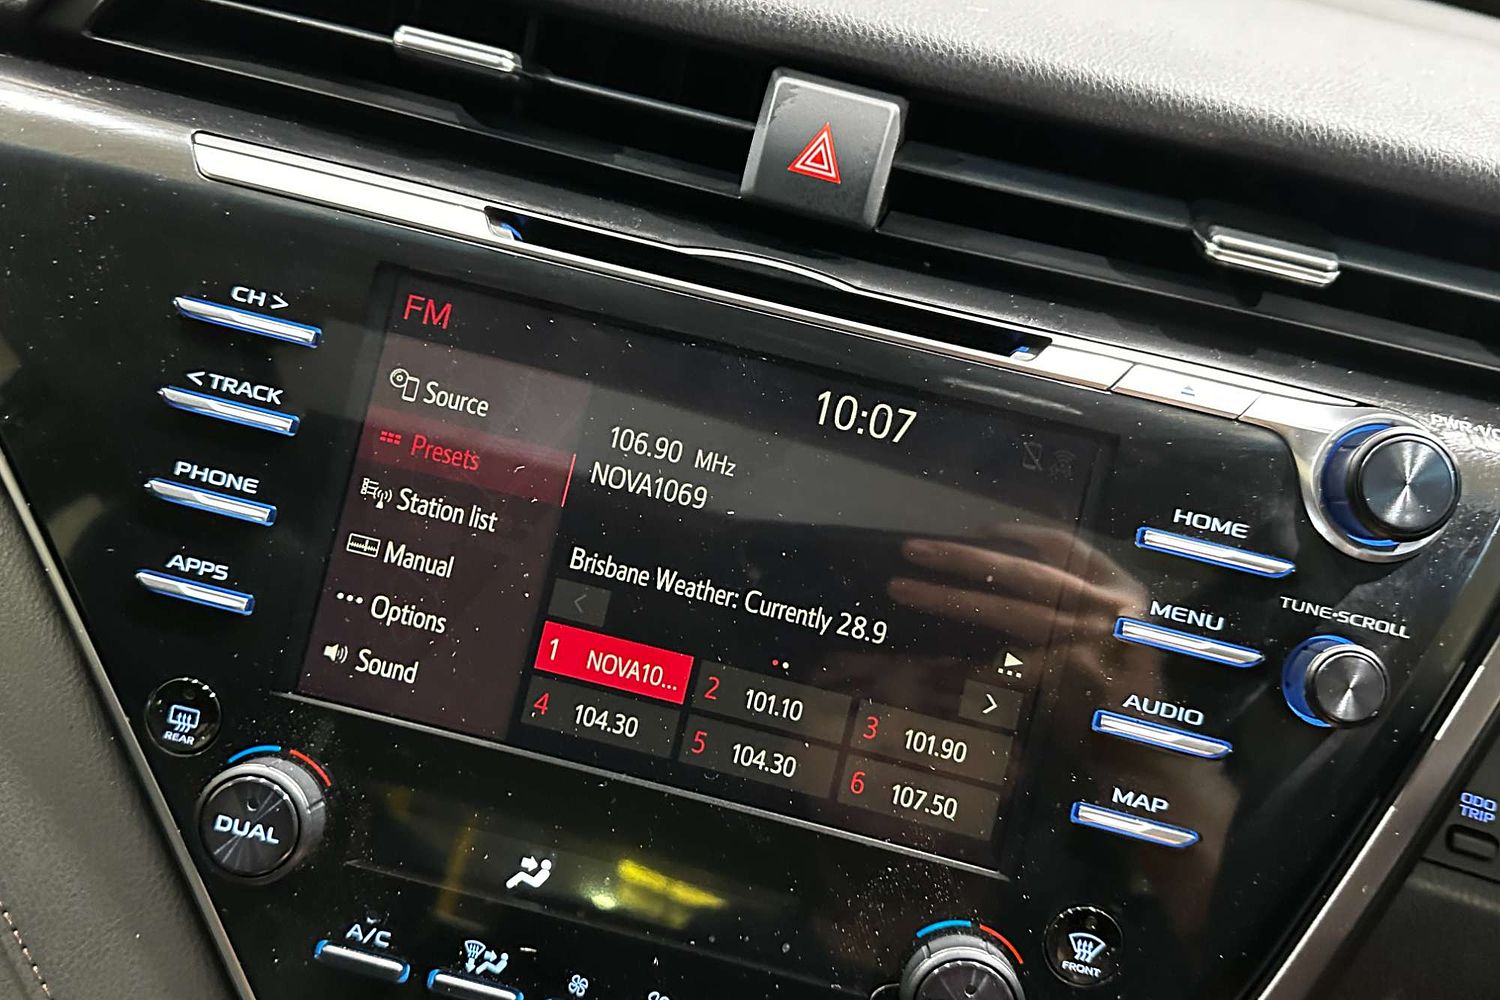 CH >
< TRACK
PHONE
APPS
FM
Source
Presets
Station list
Manual
Options
Sound
10:07
106.90 MHz
NOVA1069
Brisbane Weather: Currently 28.9
1 NOVA10...
2 101.10
3 101.90
4 104.30
5 104.30
6 107.50
HOME
MENU
AUDIO
MAP
TUNE•SCROLL
ODO
TRIP
REAR
DUAL
A/C
FRONT